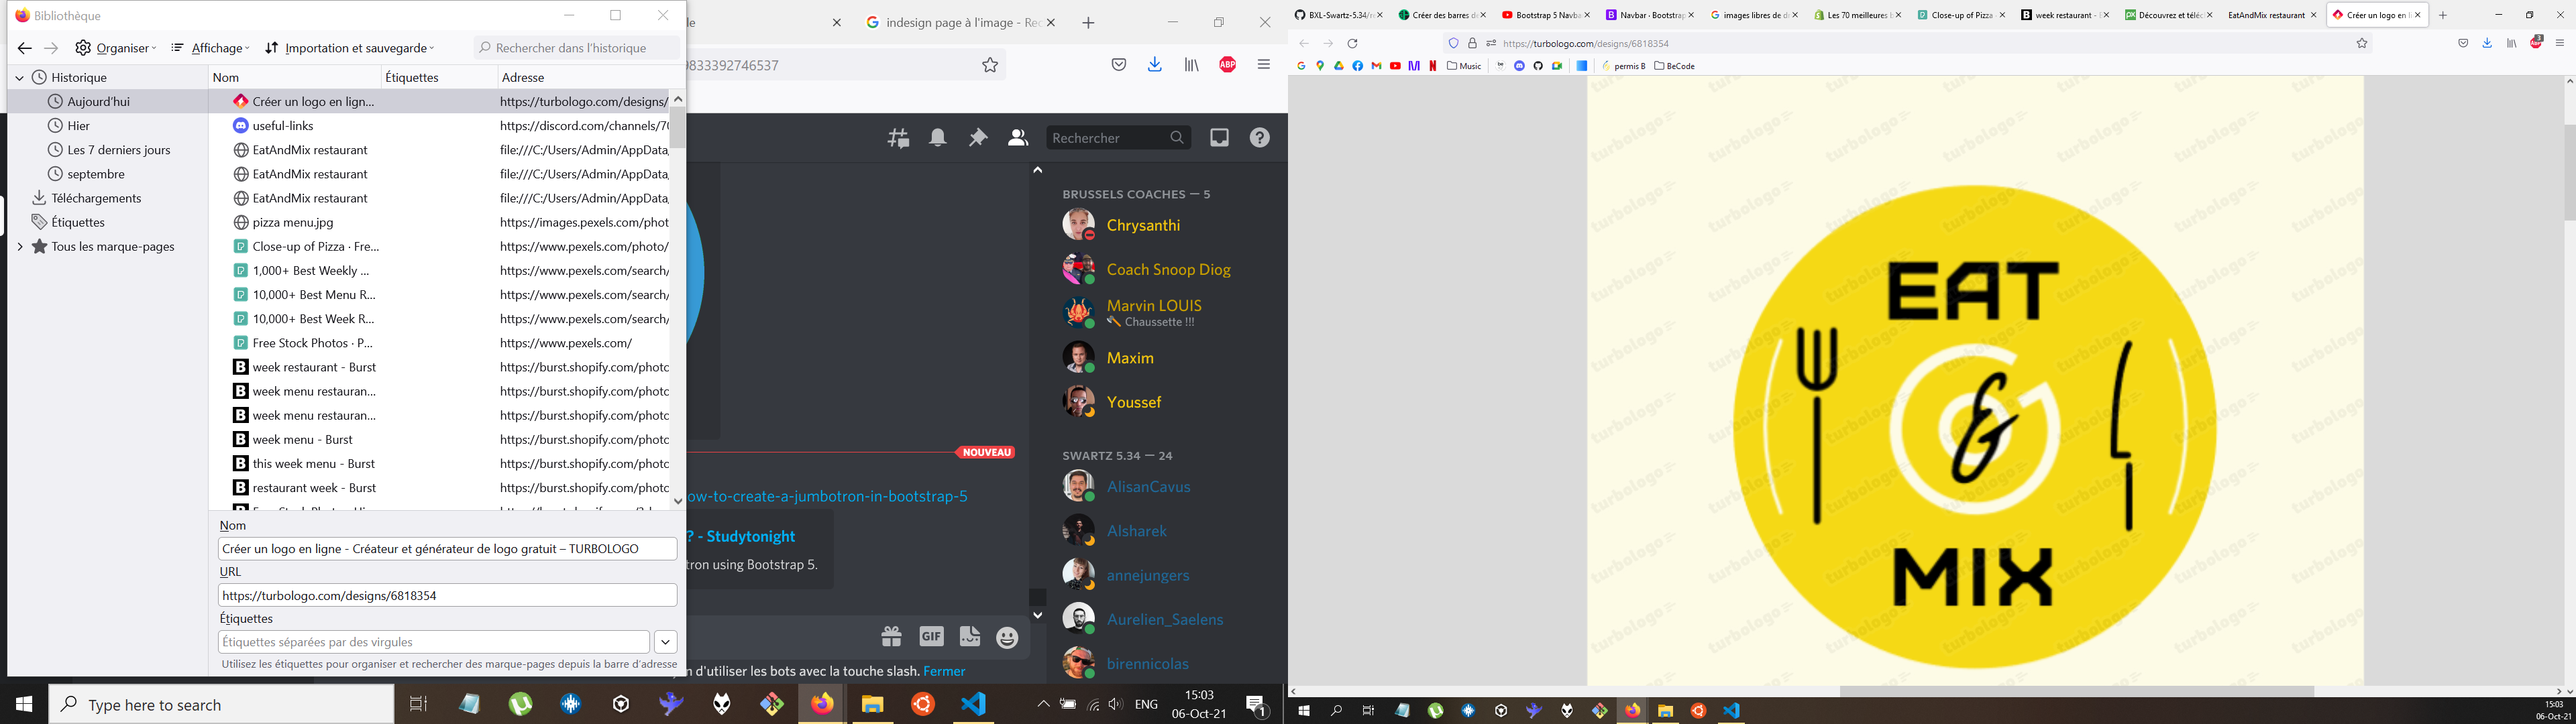 Bibliothèque
Organiser
Affichage
Importation et sauvegarde
Rechercher dans l'historique
Historique
Aujourd'hui
Hier
Les 7 derniers jours
septembre
Téléchargements
Étiquettes
Tous les marque-pages
Nom
Étiquettes
Adresse
Créer un logo en lign...
https://turbologo.com/designs/
useful-links
https://discord.com/channels/70
EatAndMix restaurant
file:///C:/Users/Admin/AppData,
EatAndMix restaurant
file:///C:/Users/Admin/AppData,
EatAndMix restaurant
file:///C:/Users/Admin/AppData,
pizza menu.jpg
https://images.pexels.com/phot
Close-up of Pizza · Fre...
https://www.pexels.com/photo/
1,000+ Best Weekly ...
https://www.pexels.com/search/
10,000+ Best Menu R...
https://www.pexels.com/search/
10,000+ Best Week R...
https://www.pexels.com/search/
Free Stock Photos · P...
https://www.pexels.com/
week restaurant - Burst
https://burst.shopify.com/photo
week menu restauran...
https://burst.shopify.com/photo
week menu restauran...
https://burst.shopify.com/photo
week menu - Burst
https://burst.shopify.com/photo
this week menu - Burst
https://burst.shopify.com/photo
restaurant week - Burst
https://burst.shopify.com/photo
Nom
Créer un logo en ligne - Créateur et générateur de logo gratuit – TURBOLOGO
URL
https://turbologo.com/designs/6818354
Étiquettes
Étiquettes séparées par des virgules
Utilisez les étiquettes pour organiser et rechercher des marque-pages depuis la barre d'adresse
indesign page à l'image - Rec
9833392746537
ABP
Rechercher
BRUSSELS COACHES — 5
Chrysanthi
Coach Snoop Diog
Marvin LOUIS
Chaussette !!!
Maxim
Youssef
SWARTZ 5.34 — 24
AlisanCavus
Alsharek
annejungers
Aurelien_Saelens
birennicolas
NOUVEAU
ow-to-create-a-jumbotron-in-bootstrap-5
? - Studytonight
tron using Bootstrap 5.
GIF
n d'utiliser les bots avec la touche slash. Fermer
Type here to search
ENG
15:03
06-Oct-21
1
BXL-Swartz-5.34/re
Créer des barres d
Bootstrap 5 Navba
Navbar · Bootstrap
images libres de d
Les 70 meilleures
Close-up of Pizza
week restaurant -
Découvrez et téléc
EatAndMix restaurant
Créer un logo en l
https://turbologo.com/designs/6818354
Music
permis B
BeCode
EAT
&
MIX
turbologo
15:03
06-Oct-21